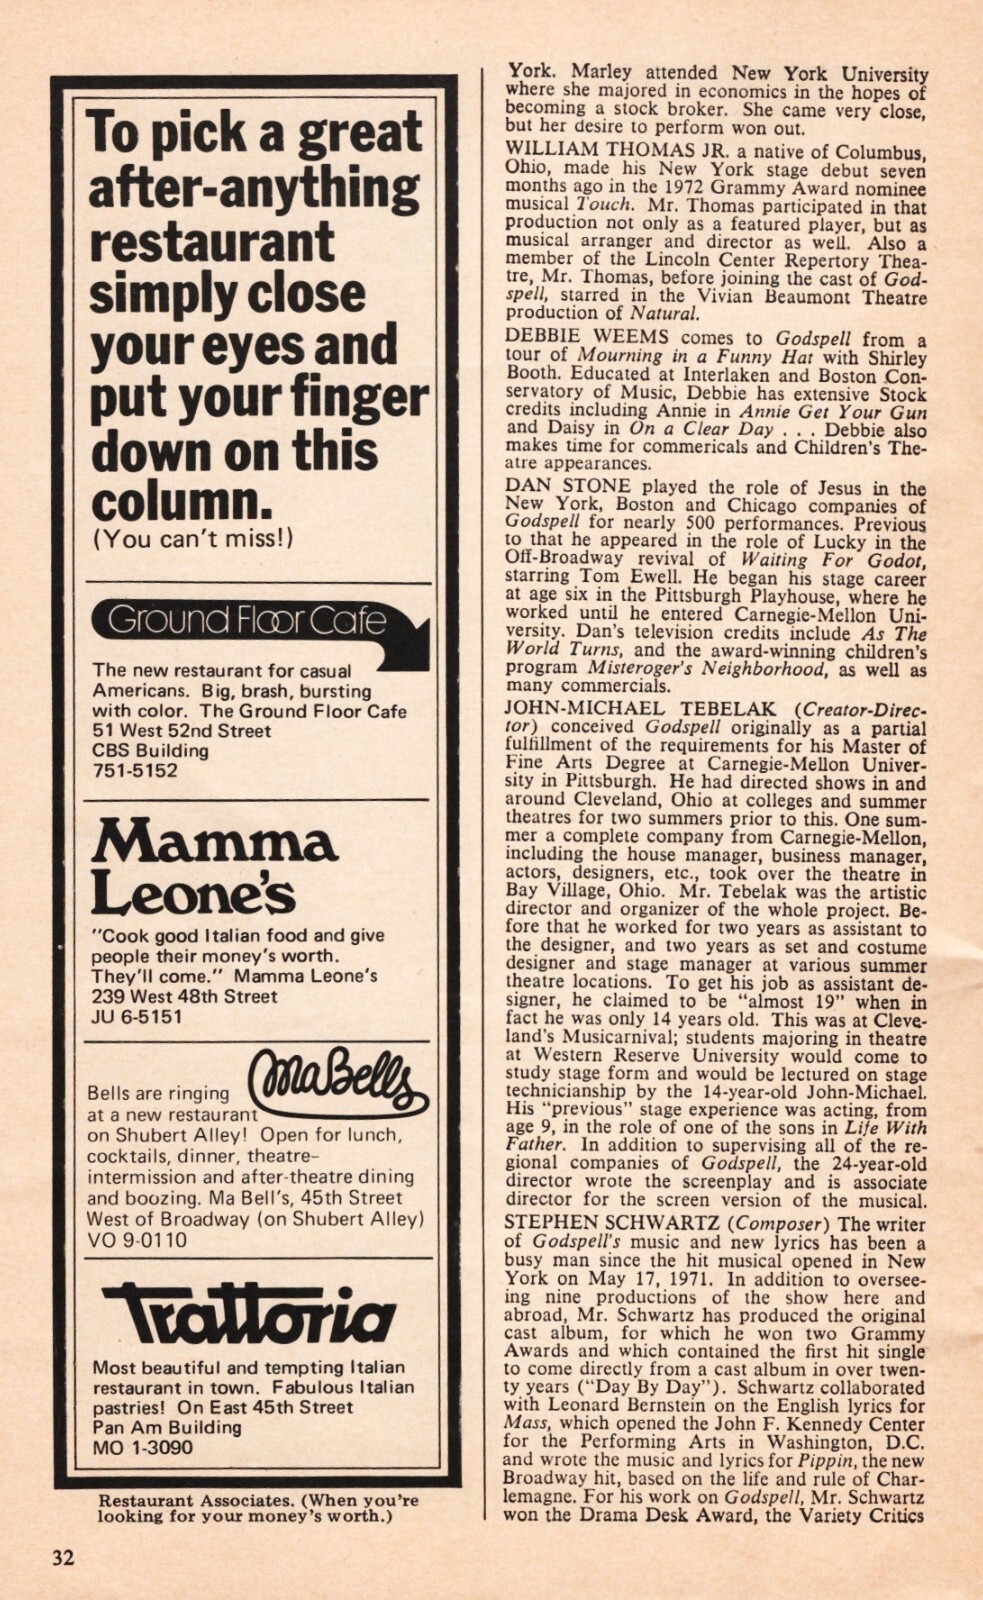 To pick a great
after-anything
restaurant
simply close
your eyes and
put your finger
down on this
column.
(You can't miss!)
Ground Floor Cafe
The new restaurant for casual
Americans. Big, brash, bursting
with color. The Ground Floor Cafe
51 West 52nd Street
CBS Building
751-5152
Mamma
Leone's
"Cook good Italian food and give
people their money's worth.
They'll come." Mamma Leone's
239 West 48th Street
JU 6-5151
Ma Bells
Bells are ringing
at a new restaurant
on Shubert Alley! Open for lunch,
cocktails, dinner, theatre-
intermission and after-theatre dining
and boozing. Ma Bell's, 45th Street
West of Broadway (on Shubert Alley)
VO 9-0110
Trattoria
Most beautiful and tempting Italian
restaurant in town. Fabulous Italian
pastries! On East 45th Street
Pan Am Building
MO 1-3090
Restaurant Associates. (When you're
looking for your money's worth.)
32
York. Marley attended New York University
where she majored in economics in the hopes of
becoming a stock broker. She came very close,
but her desire to perform won out.
WILLIAM THOMAS JR. a native of Columbus,
Ohio, made his New York stage debut seven
months ago in the 1972 Grammy Award nominee
musical Touch. Mr. Thomas participated in that
production not only as a featured player, but as
musical arranger and director as well. Also a
member of the Lincoln Center Repertory Thea-
tre, Mr. Thomas, before joining the cast of God-
spell, starred in the Vivian Beaumont Theatre
production of Natural.
DEBBIE WEEMS comes to Godspell from a
tour of Mourning in a Funny Hat with Shirley
Booth. Educated at Interlaken and Boston Con-
servatory of Music, Debbie has extensive Stock
credits including Annie in Annie Get Your Gun
and Daisy in On a Clear Day . . . Debbie also
makes time for commericals and Children's The-
atre appearances.
DAN STONE played the role of Jesus in the
New York, Boston and Chicago companies of
Godspell for nearly 500 performances. Previous
to that he appeared in the role of Lucky in the
Off-Broadway revival of Waiting For Godot,
starring Tom Ewell. He began his stage career
at age six in the Pittsburgh Playhouse, where he
worked until he entered Carnegie-Mellon Uni-
versity. Dan's television credits include As The
World Turns, and the award-winning children's
program Misteroger's Neighborhood, as well as
many commercials.
JOHN-MICHAEL TEBELAK (Creator-Direc-
tor) conceived Godspell originally as a partial
fulfillment of the requirements for his Master of
Fine Arts Degree at Carnegie-Mellon Univer-
sity in Pittsburgh. He had directed shows in and
around Cleveland, Ohio at colleges and summer
theatres for two summers prior to this. One sum-
mer a complete company from Carnegie-Mellon,
including the house manager, business manager,
actors, designers, etc., took over the theatre in
Bay Village, Ohio. Mr. Tebelak was the artistic
director and organizer of the whole project. Be-
fore that he worked for two years as assistant to
the designer, and two years as set and costume
designer and stage manager at various summer
theatre locations. To get his job as assistant de-
signer, he claimed to be "almost 19" when in
fact he was only 14 years old. This was at Cleve-
land's Musicarnival; students majoring in theatre
at Western Reserve University would come to
study stage form and would be lectured on stage
technicianship by the 14-year-old John-Michael.
His "previous" stage experience was acting, from
age 9, in the role of one of the sons in Life With
Father. In addition to supervising all of the re-
gional companies of Godspell, the 24-year-old
director wrote the screenplay and is associate
director for the screen version of the musical.
STEPHEN SCHWARTZ (Composer) The writer
of Godspell's music and new lyrics has been a
busy man since the hit musical opened in New
York on May 17, 1971. In addition to oversee-
ing nine productions of the show here and
abroad, Mr. Schwartz has produced the original
cast album, for which he won two Grammy
Awards and which contained the first hit single
to come directly from a cast album in over twen-
ty years ("Day By Day"). Schwartz collaborated
with Leonard Bernstein on the English lyrics for
Mass, which opened the John F. Kennedy Center
for the Performing Arts in Washington, D.C.
and wrote the music and lyrics for Pippin, the new
Broadway hit, based on the life and rule of Char-
lemagne. For his work on Godspell, Mr. Schwartz
won the Drama Desk Award, the Variety Critics